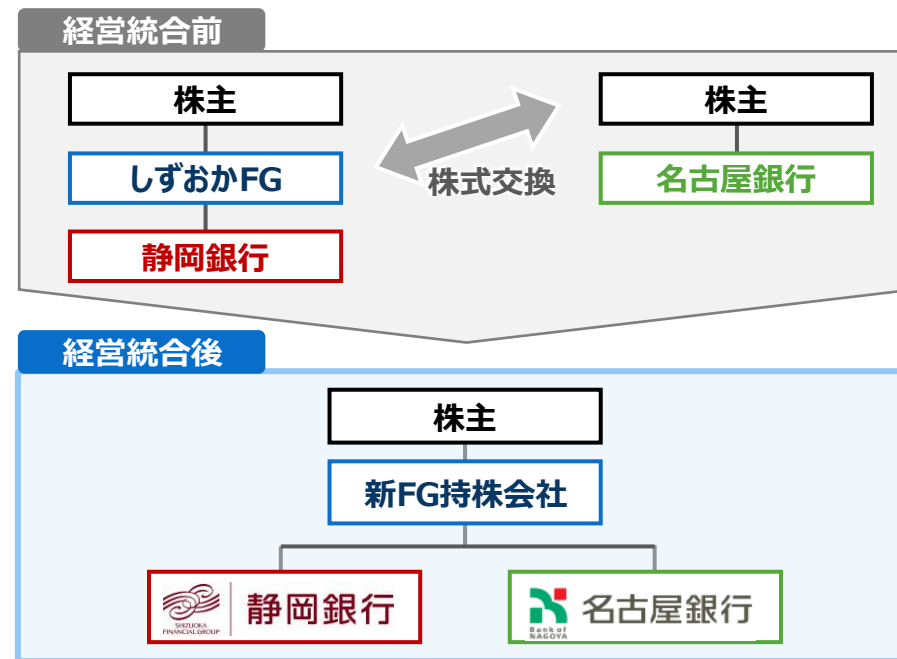 経営統合前
株主
株主
しずおかFG
株式交換
名古屋銀行
静岡銀行
経営統合後
株主
新FG持株会社
SHIZUOKA
FINANCIAL GROUP
静岡銀行
Bank of
NAGOYA
名古屋銀行